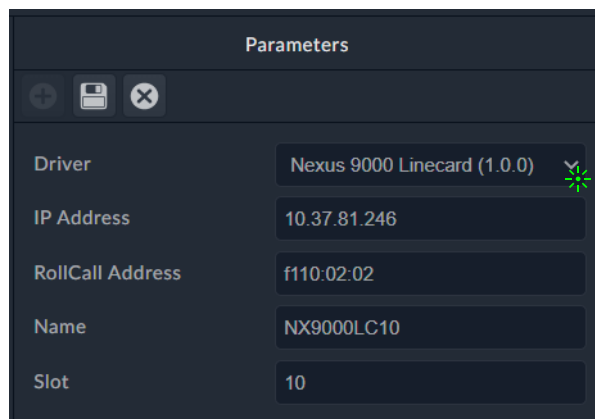 Parameters
Driver Nexus 9000 Linecard (1.0.0)
IP Address 10.37.81.246
RollCall Address f110:02:02
Name NX9000LC10
Slot 10